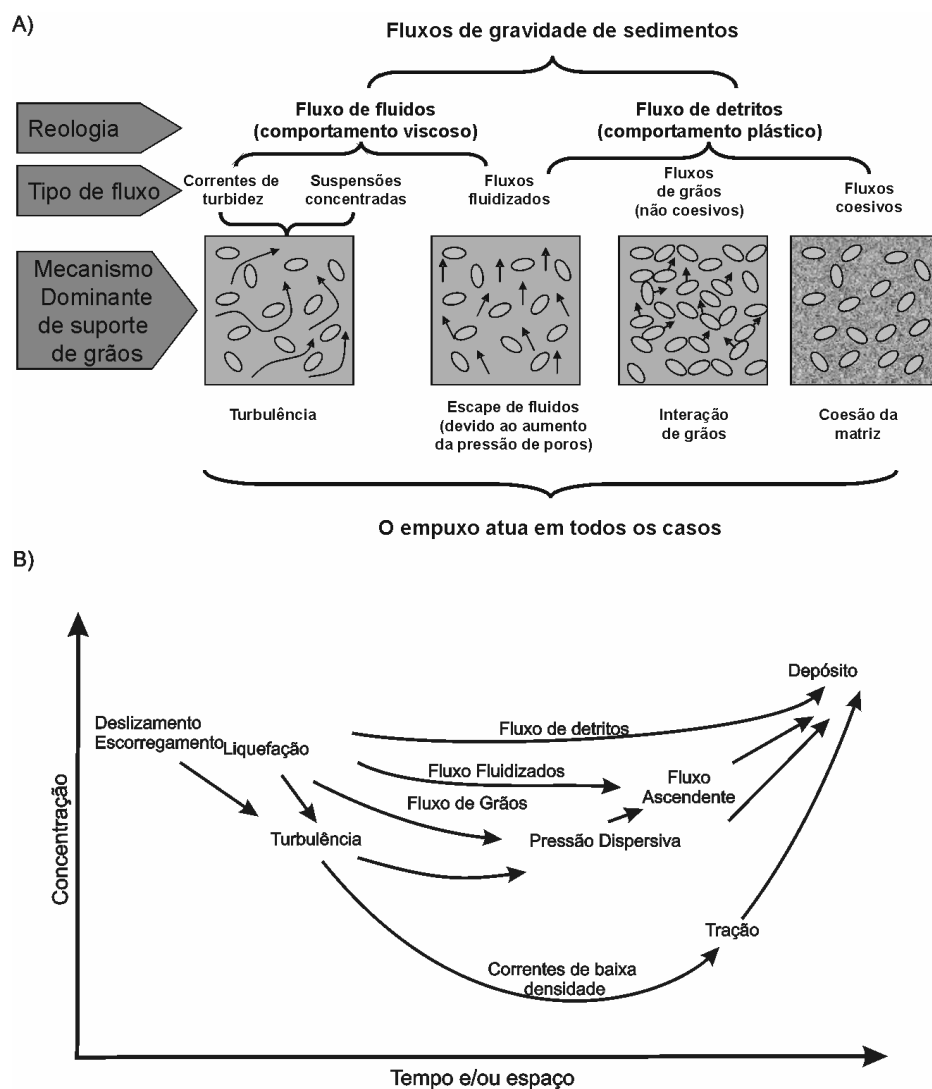 A)
Fluxos de gravidade de sedimentos
Reologia
Fluxo de fluidos
(comportamento viscoso)
Fluxo de detritos
(comportamento plástico)
Tipo de fluxo
Correntes de
turbidez
Suspensões
concentradas
Fluxos
fluidizados
Fluxos
de grãos
(não coesivos)
Fluxos
coesivos
Mecanismo
Dominante
de suporte
de grãos
Turbulência
Escape de fluidos
(devido ao aumento
da pressão de poros)
Interação
de grãos
Coesão da
matriz
O empuxo atua em todos os casos
B)
Concentração
Deslizamento
Escorregamento
Liquefação
Turbulência
Fluxo de detritos
Fluxo Fluidizados
Fluxo de Grãos
Fluxo
Ascendente
Pressão Dispersiva
Depósito
Tração
Correntes de baixa
densidade
Tempo e/ou espaço